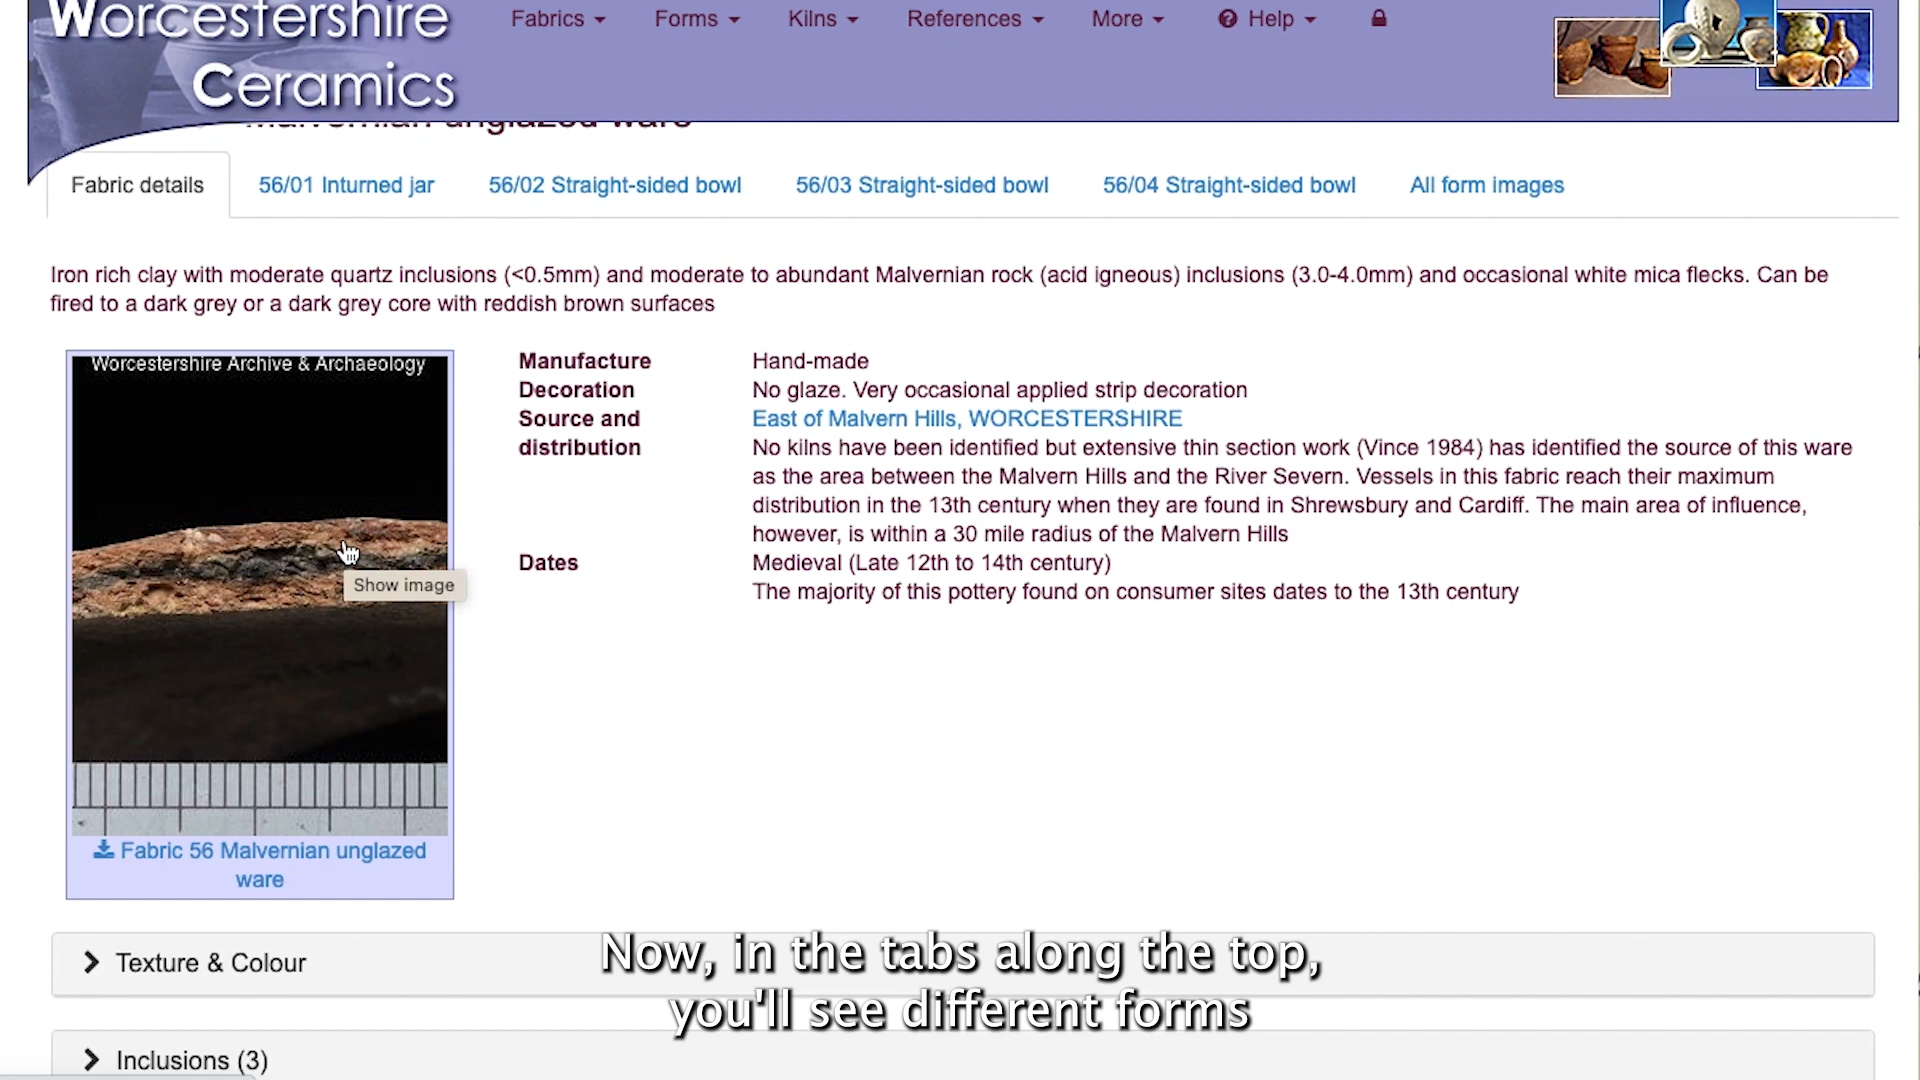 Worcestershire
Ceramics
Fabrics
Forms
Kilns
References
More
Help
Malvernian unglazed ware
Fabric details
56/01 Inturned jar
56/02 Straight-sided bowl
56/03 Straight-sided bowl
56/04 Straight-sided bowl
All form images
Iron rich clay with moderate quartz inclusions (<0.5mm) and moderate to abundant Malvernian rock (acid igneous) inclusions (3.0-4.0mm) and occasional white mica flecks. Can be
fired to a dark grey or a dark grey core with reddish brown surfaces
Worcestershire Archive & Archaeology
Show image
Fabric 56 Malvernian unglazed
ware
Manufacture Hand-made
Decoration No glaze. Very occasional applied strip decoration
Source and East of Malvern Hills, WORCESTERSHIRE
distribution No kilns have been identified but extensive thin section work (Vince 1984) has identified the source of this ware
as the area between the Malvern Hills and the River Severn. Vessels in this fabric reach their maximum
distribution in the 13th century when they are found in Shrewsbury and Cardiff. The main area of influence,
however, is within a 30 mile radius of the Malvern Hills
Dates Medieval (Late 12th to 14th century)
The majority of this pottery found on consumer sites dates to the 13th century
Texture & Colour
Inclusions (3)
Now, in the tabs along the top,
you'll see different forms